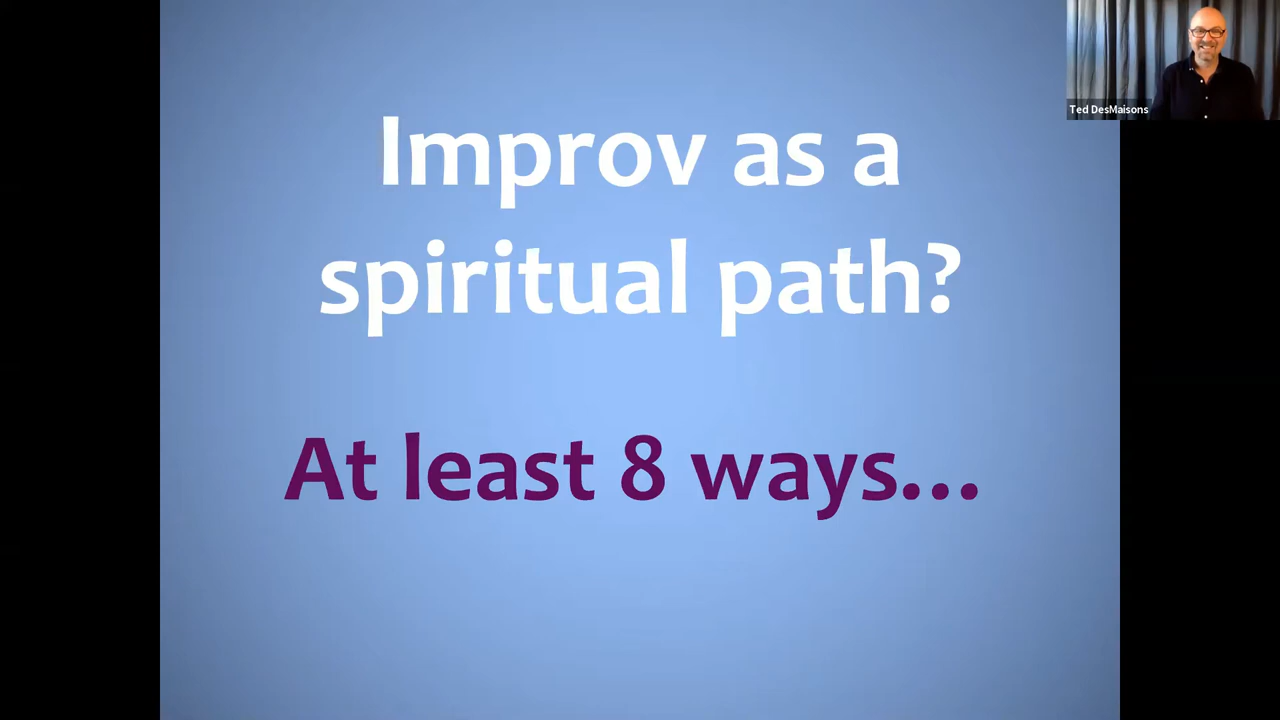 Improv as a
spiritual path?
At least 8 ways...
Ted DesMaisons